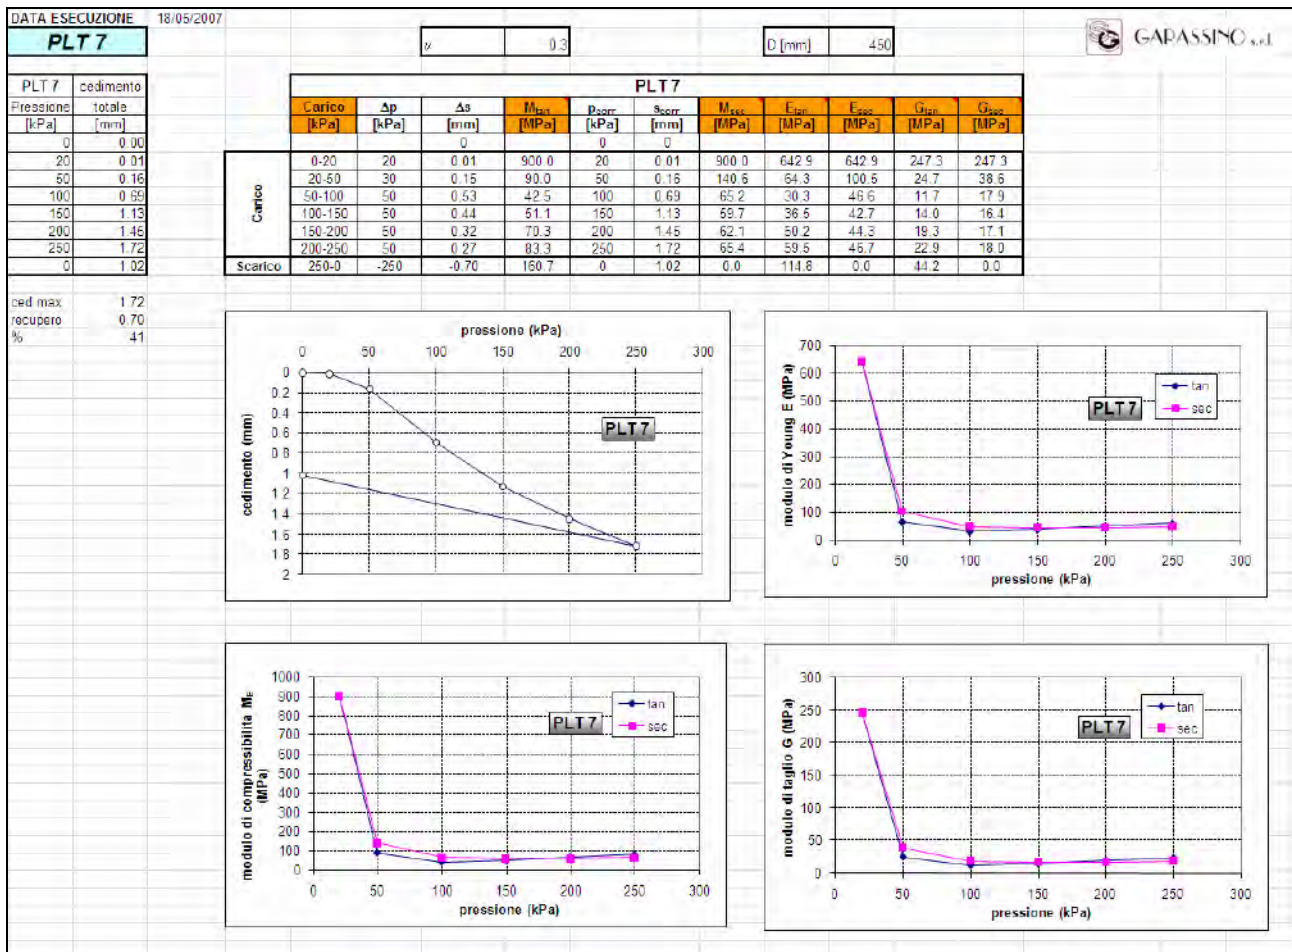 DATA ESECUZIONE 18/05/2007
PLT 7
ν 0.3
D [mm] 450
GARASSINO s.r.l.
PLT 7 cedimento
Pressione totale
[kPa] [mm]
0 0.00
20 0.01
50 0.16
100 0.69
150 1.13
200 1.45
250 1.72
0 1.02
ced max 1.72
recupero 0.70
% 41
PLT 7
Carico Δp Δs Mtan pcorr scorr Msec Etan Esec Gtan Gsec
[kPa] [kPa] [mm] [MPa] [kPa] [mm] [MPa] [MPa] [MPa] [MPa] [MPa]
0 0 0
Carico
0-20 20 0.01 900.0 20 0.01 900.0 642.9 642.9 247.3 247.3
20-50 30 0.15 90.0 50 0.16 140.6 64.3 100.5 24.7 38.6
50-100 50 0.53 42.5 100 0.69 65.2 30.3 46.6 11.7 17.9
100-150 50 0.44 51.1 150 1.13 59.7 36.5 42.7 14.0 16.4
150-200 50 0.32 70.3 200 1.45 62.1 50.2 44.3 19.3 17.1
200-250 50 0.27 83.3 250 1.72 65.4 59.5 46.7 22.9 18.0
Scarico 250-0 -250 -0.70 160.7 0 1.02 0.0 114.8 0.0 44.2 0.0
pressione (kPa)
0 50 100 150 200 250 300
cedimento (mm)
0
0.2
0.4
0.6
0.8
1
1.2
1.4
1.6
1.8
2
PLT 7
modulo di Young E (MPa)
700
600
500
400
300
200
100
0
tan
sec
PLT 7
0 50 100 150 200 250 300
pressione (kPa)
modulo di compressibilita ME (MPa)
1000
900
800
700
600
500
400
300
200
100
0
tan
sec
PLT 7
0 50 100 150 200 250 300
pressione (kPa)
modulo di taglio G (MPa)
300
250
200
150
100
50
0
tan
sec
PLT 7
0 50 100 150 200 250 300
pressione (kPa)